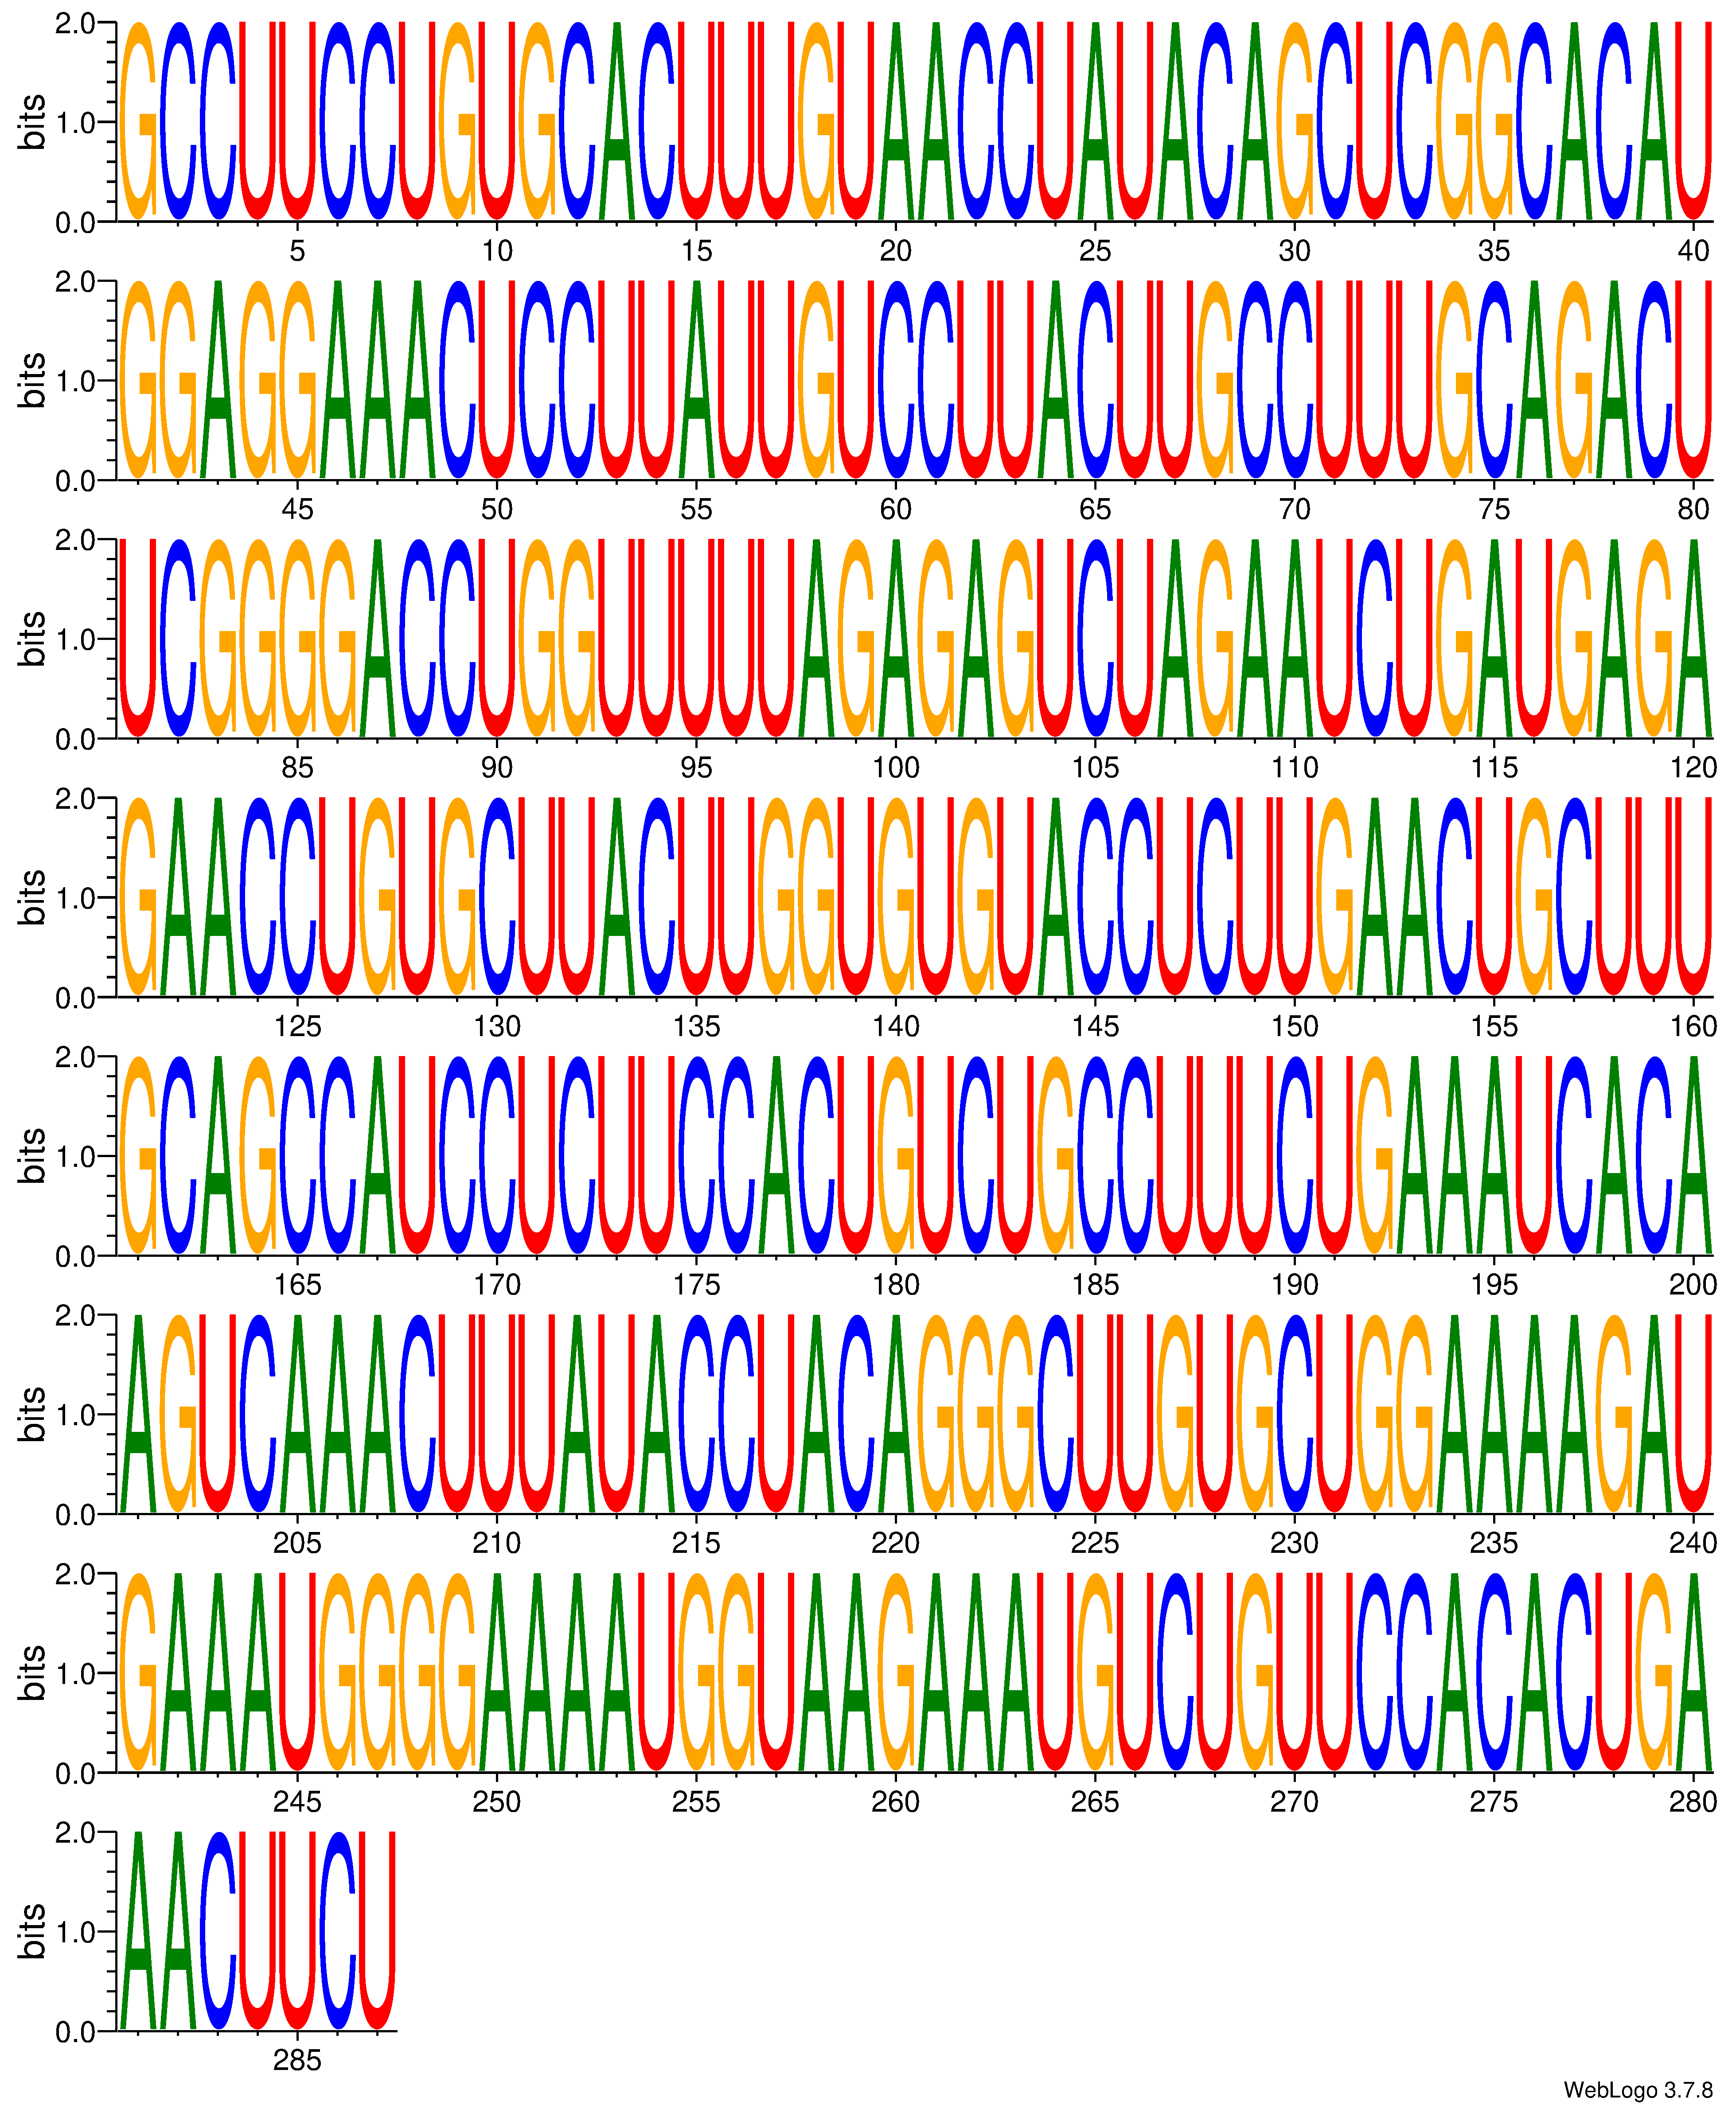 2.0
1.0
0.0
bits
GCCUUCCUGUGCACUUUGUAACCUAUACAGCUCGGCACAU
5 10 15 20 25 30 35 40
2.0
1.0
0.0
bits
GGAGGAAACUCCUUAUUGUCCUUACUUGCCUUUGCAGACU
45 50 55 60 65 70 75 80
2.0
1.0
0.0
bits
UCGGGGACCUGGUUUUUAGAGAGUCUAGAAUCUGAUGAGA
85 90 95 100 105 110 115 120
2.0
1.0
0.0
bits
GAACCUGUGCUUACUUGGUGUGUACCUCUUGAACUGCUUU
125 130 135 140 145 150 155 160
2.0
1.0
0.0
bits
GCAGCCAUCCUCUUCCACUGUCUGCCUUUCUGAAAUCACA
165 170 175 180 185 190 195 200
2.0
1.0
0.0
bits
AGUCAAACUUUAUACCUACAGGGCUUGUGCUGGAAAAGAU
205 210 215 220 225 230 235 240
2.0
1.0
0.0
bits
GAAAUGGGGAAAAUGGUAAGAAAUGUCUGUUCCACACUGA
245 250 255 260 265 270 275 280
2.0
1.0
0.0
bits
AACUUCU
285
WebLogo 3.7.8